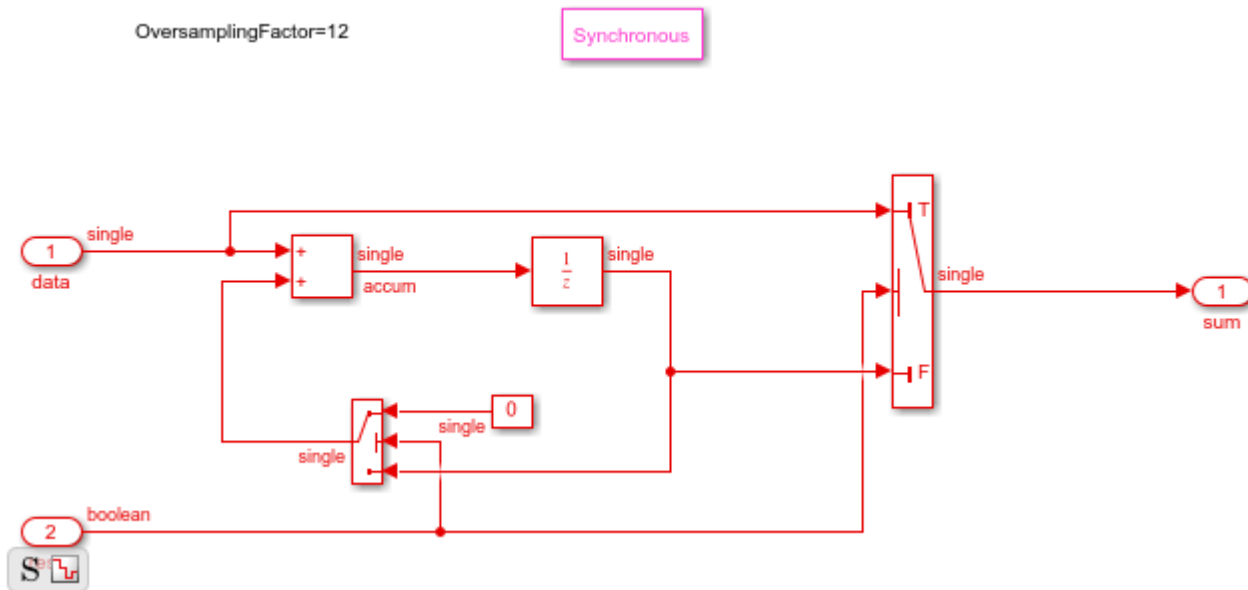 OversamplingFactor=12
Synchronous
T
single
1
data
+
+
single
accum
1
z
single
single
1
sum
F
0
single
single
boolean
2
S